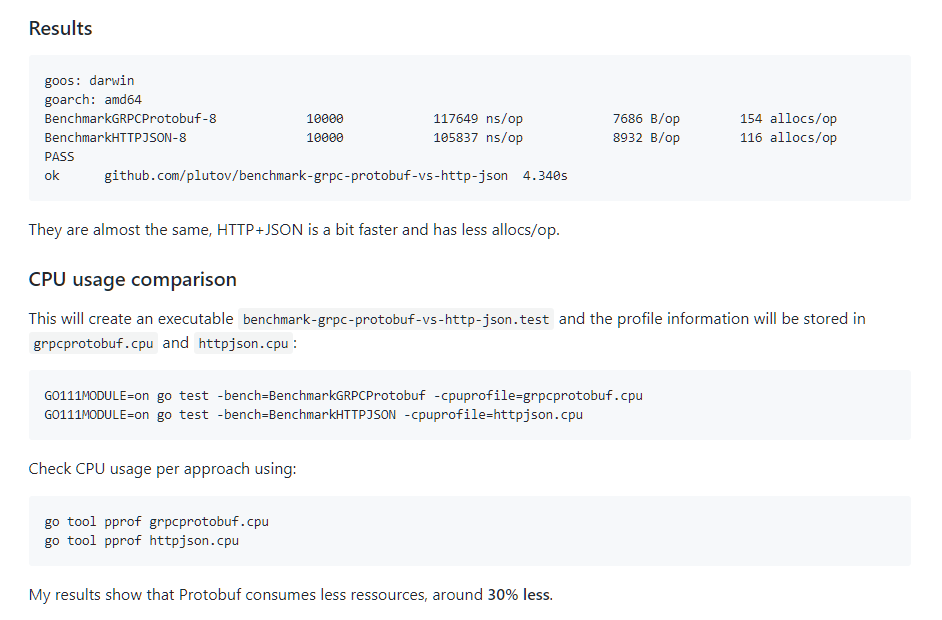 Results
goos: darwin
goarch: amd64
BenchmarkGRPCProtobuf-8 10000 117649 ns/op 7686 B/op 154 allocs/op
BenchmarkHTTPJSON-8 10000 105837 ns/op 8932 B/op 116 allocs/op
PASS
ok github.com/plutov/benchmark-grpc-protobuf-vs-http-json 4.340s
They are almost the same, HTTP+JSON is a bit faster and has less allocs/op.
CPU usage comparison
This will create an executable benchmark-grpc-protobuf-vs-http-json.test and the profile information will be stored in
grpcprotobuf.cpu and httpjson.cpu :
GO111MODULE=on go test -bench=BenchmarkGRPCProtobuf -cpuprofile=grpcprotobuf.cpu
GO111MODULE=on go test -bench=BenchmarkHTTPJSON -cpuprofile=httpjson.cpu
Check CPU usage per approach using:
go tool pprof grpcprotobuf.cpu
go tool pprof httpjson.cpu
My results show that Protobuf consumes less ressources, around 30% less.